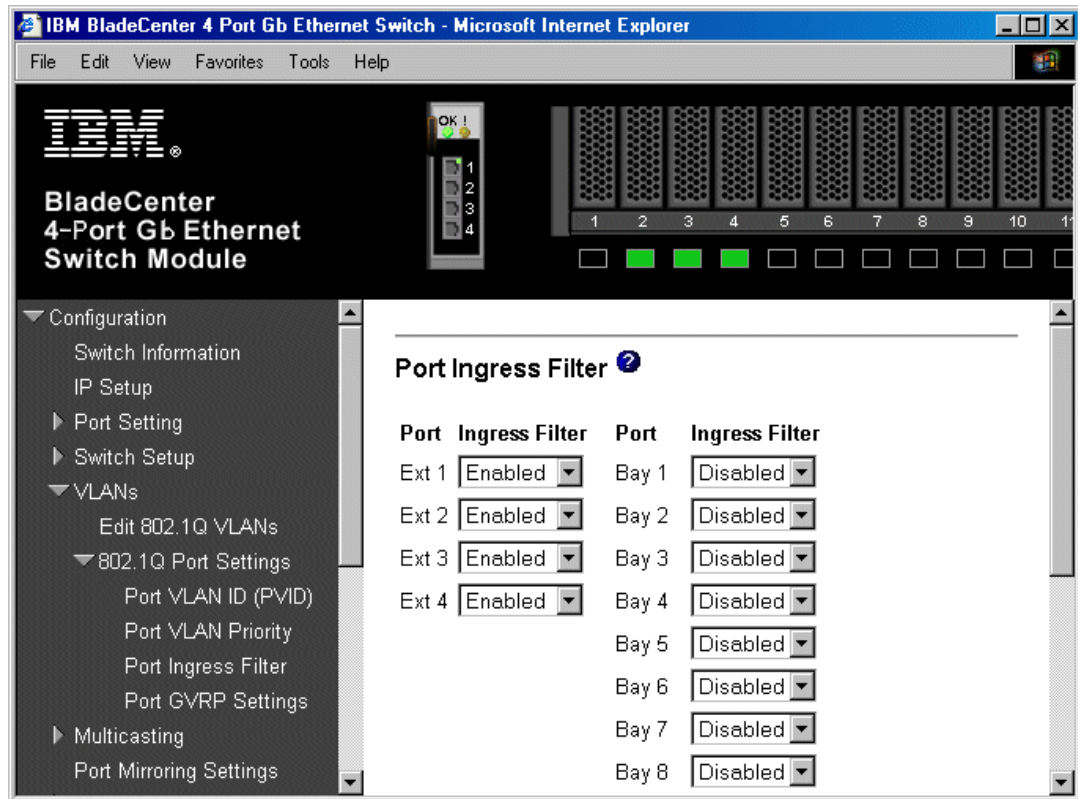 IBM BladeCenter 4 Port Gb Ethernet Switch - Microsoft Internet Explorer
File Edit View Favorites Tools Help
IBM®
BladeCenter
4-Port Gb Ethernet
Switch Module
OK !
1
2
3
4
1 2 3 4 5 6 7 8 9 10 11
Configuration
Switch Information
IP Setup
Port Setting
Switch Setup
VLANs
Edit 802.1Q VLANs
802.1Q Port Settings
Port VLAN ID (PVID)
Port VLAN Priority
Port Ingress Filter
Port GVRP Settings
Multicasting
Port Mirroring Settings
Port Ingress Filter ?
Port Ingress Filter Port Ingress Filter
Ext 1 Enabled Bay 1 Disabled
Ext 2 Enabled Bay 2 Disabled
Ext 3 Enabled Bay 3 Disabled
Ext 4 Enabled Bay 4 Disabled
Bay 5 Disabled
Bay 6 Disabled
Bay 7 Disabled
Bay 8 Disabled